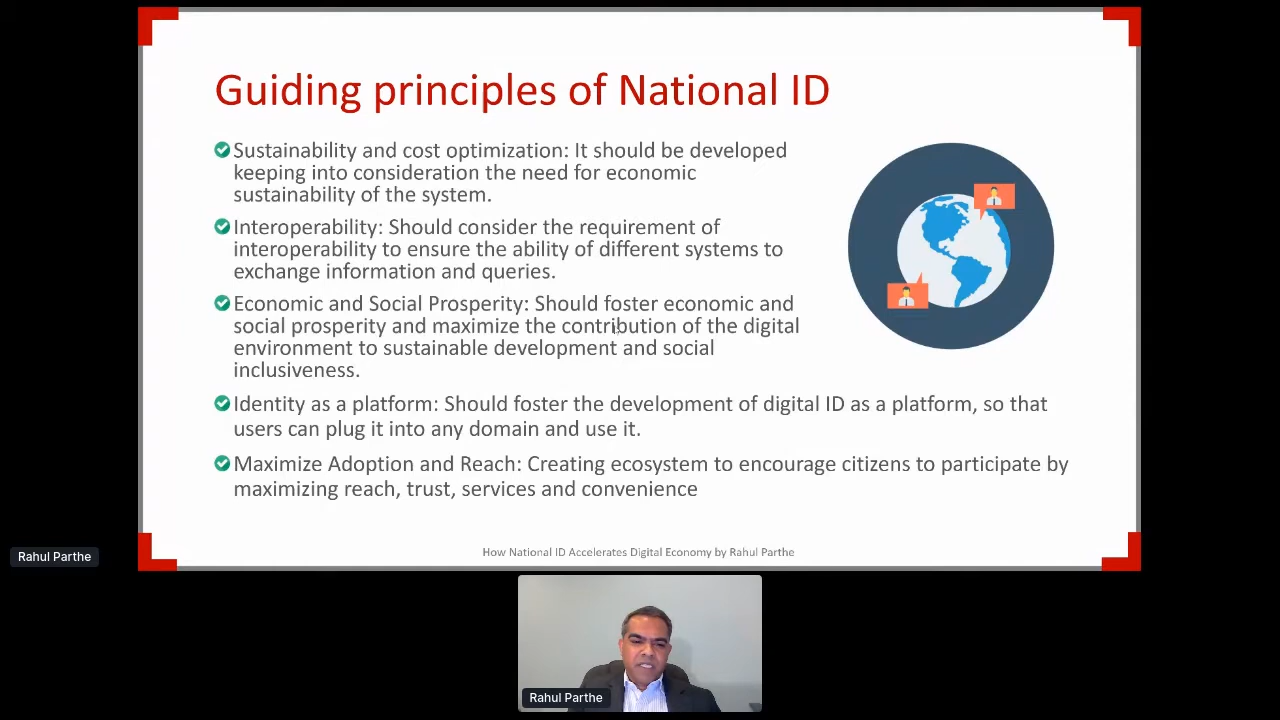 Guiding principles of National ID
Sustainability and cost optimization: It should be developed
keeping into consideration the need for economic
sustainability of the system.
Interoperability: Should consider the requirement of
interoperability to ensure the ability of different systems to
exchange information and queries.
Economic and Social Prosperity: Should foster economic and
social prosperity and maximize the contribution of the digital
environment to sustainable development and social
inclusiveness.
Identity as a platform: Should foster the development of digital ID as a platform, so that
users can plug it into any domain and use it.
Maximize Adoption and Reach: Creating ecosystem to encourage citizens to participate by
maximizing reach, trust, services and convenience
How National ID Accelerates Digital Economy by Rahul Parthe
Rahul Parthe
Rahul Parthe